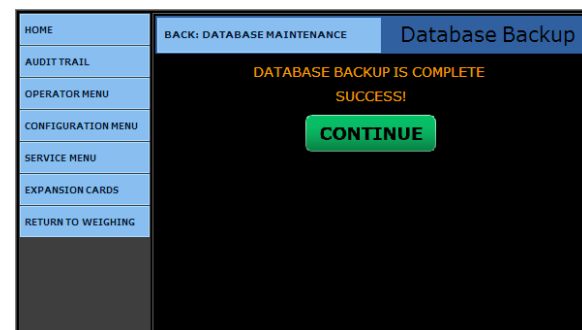 HOME
AUDIT TRAIL
OPERATOR MENU
CONFIGURATION MENU
SERVICE MENU
EXPANSION CARDS
RETURN TO WEIGHING
BACK: DATABASE MAINTENANCE
Database Backup
DATABASE BACKUP IS COMPLETE
SUCCESS!
CONTINUE